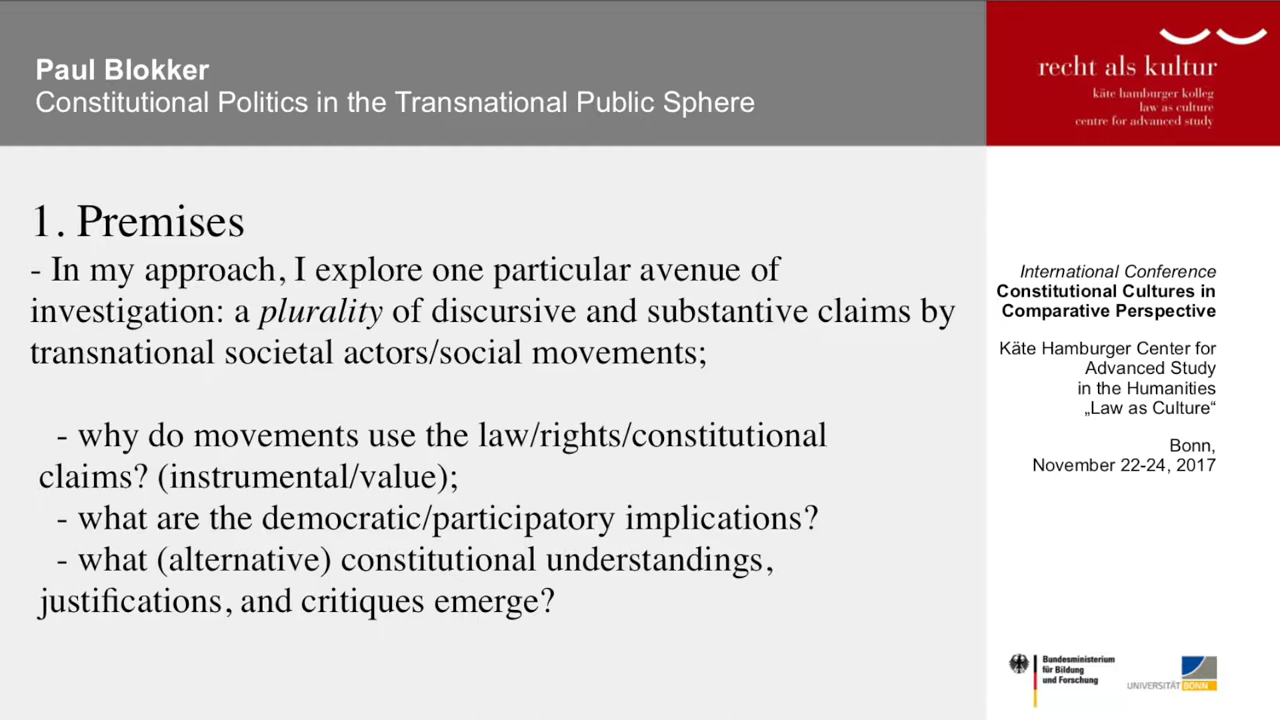 Paul Blokker
Constitutional Politics in the Transnational Public Sphere
recht als kultur
käte hamburger kolleg
law as culture
centre for advanced study
1. Premises
- In my approach, I explore one particular avenue of
investigation: a plurality of discursive and substantive claims by
transnational societal actors/social movements;
- why do movements use the law/rights/constitutional
claims? (instrumental/value);
- what are the democratic/participatory implications?
- what (alternative) constitutional understandings,
justifications, and critiques emerge?
International Conference
Constitutional Cultures in
Comparative Perspective
Käte Hamburger Center for
Advanced Study
in the Humanities
„Law as Culture“
Bonn,
November 22-24, 2017
Bundesministerium
für Bildung
und Forschung
UNIVERSITÄT BONN